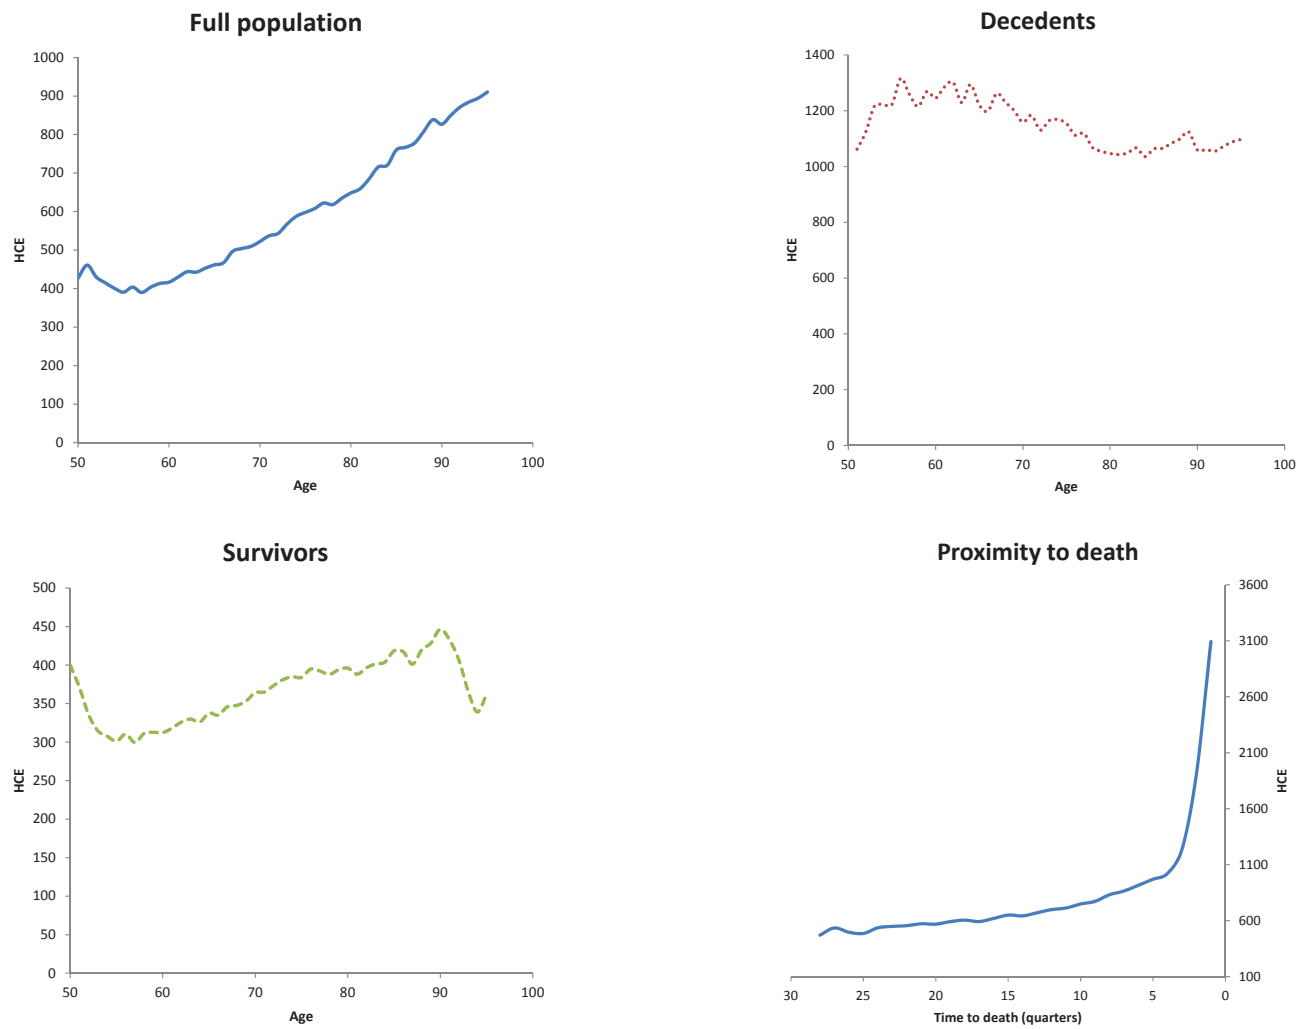 Full population
1000
900
800
700
600
500
400
300
200
100
0
HCE
50 60 70 80 90 100
Age
Decedents
1400
1200
1000
800
600
400
200
0
HCE
50 60 70 80 90 100
Age
Survivors
500
450
400
350
300
250
200
150
100
50
0
HCE
50 60 70 80 90 100
Age
Proximity to death
3600
3100
2600
2100
1600
1100
600
100
HCE
30 25 20 15 10 5 0
Time to death (quarters)